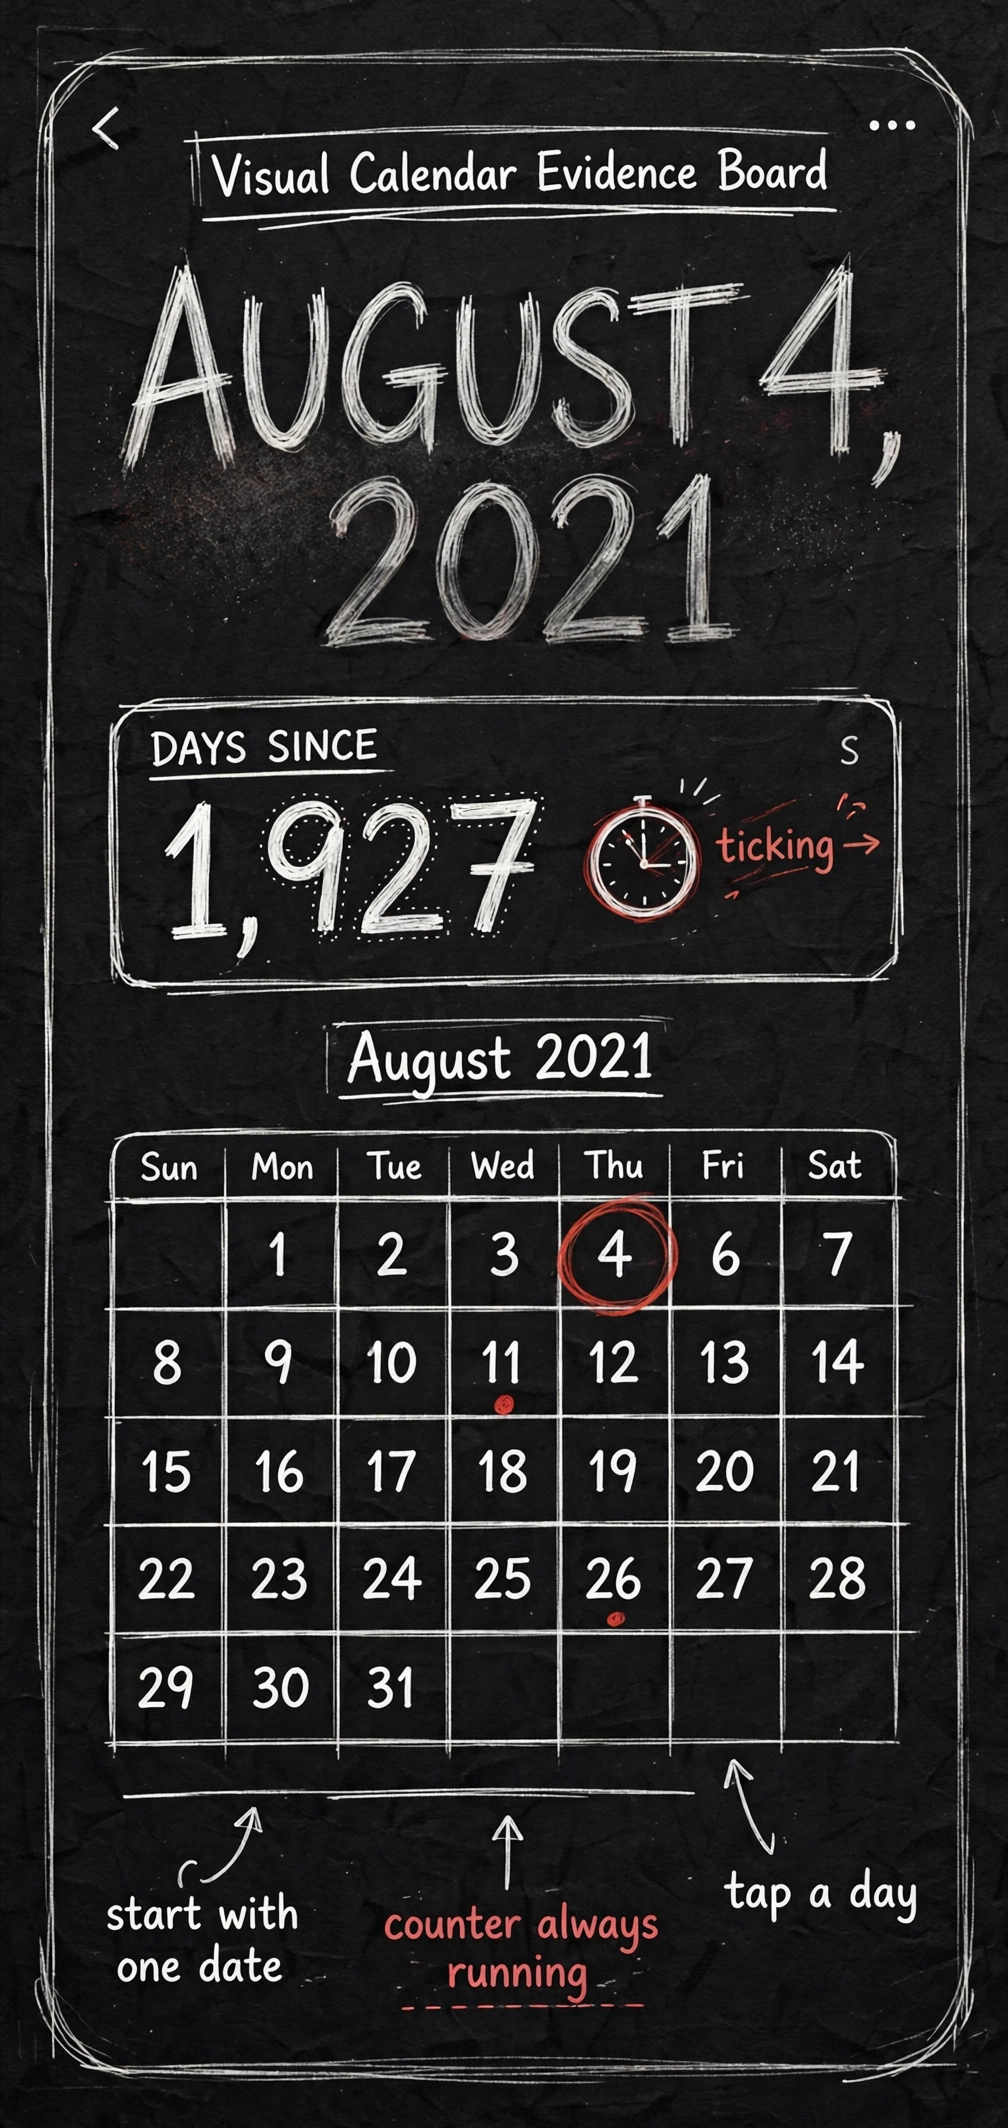 Visual Calendar Evidence Board
AUGUST 4,
2021
DAYS SINCE
S
1,927
ticking
August 2021
Sun Mon Tue Wed Thu Fri Sat
1 2 3 4 6 7
8 9 10 11 12 13 14
15 16 17 18 19 20 21
22 23 24 25 26 27 28
29 30 31
start with
one date
counter always
running
tap a day